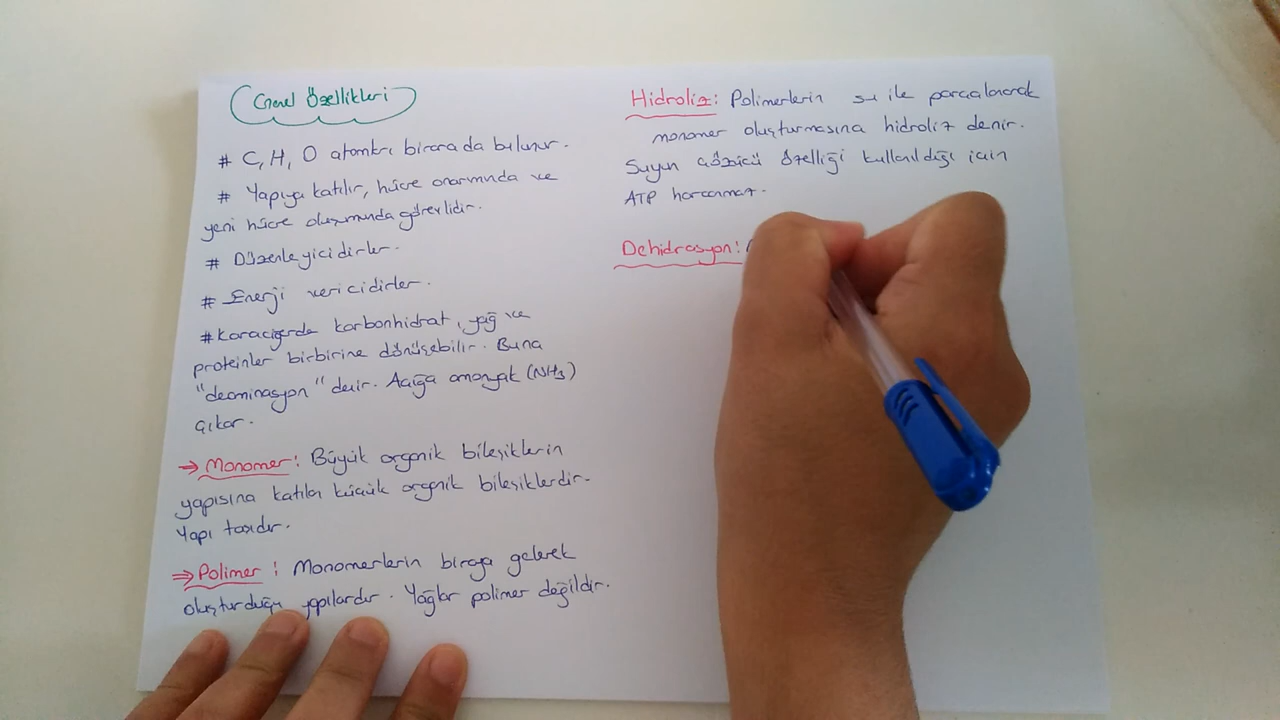 Genel Özellikleri
# C, H, O atomları birarada bulunur.
# Yapıya katılır, hücre onarımında ve
yeni hücre oluşumunda görevlidir.
# Düzenleyicidirler.
# Enerji vericidirler.
# Karaciğerde karbonhidrat, yağ ve
proteinler birbirine dönüşebilir. Buna
"deaminasyon" denir. Açığa amonyak (NH3)
çıkar.
⇒ Monomer: Büyük organik bileşiklerin
yapısına katılan küçük organik bileşiklerdir.
Yapı taşıdır.
⇒ Polimer: Monomerlerin biraya gelerek
oluşturduğu yapılardır. Yağlar polimer değildir.
Hidroliz: Polimerlerin su ile parçalanarak
monomer oluşturmasına hidroliz denir.
Suyun çözücü özelliği kullanıldığı için
ATP harcanmaz.
Dehidrasyon: